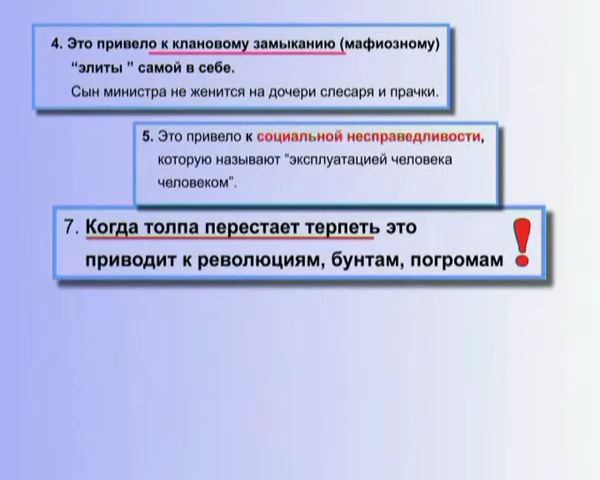 4. Это привело к клановому замыканию (мафиозному)
“элиты ” самой в себе.
Сын министра не женится на дочери слесаря и прачки.
5. Это привело к социальной несправедливости,
которую называют “эксплуатацией человека
человеком”.
7. Когда толпа перестает терпеть это
приводит к революциям, бунтам, погромам !